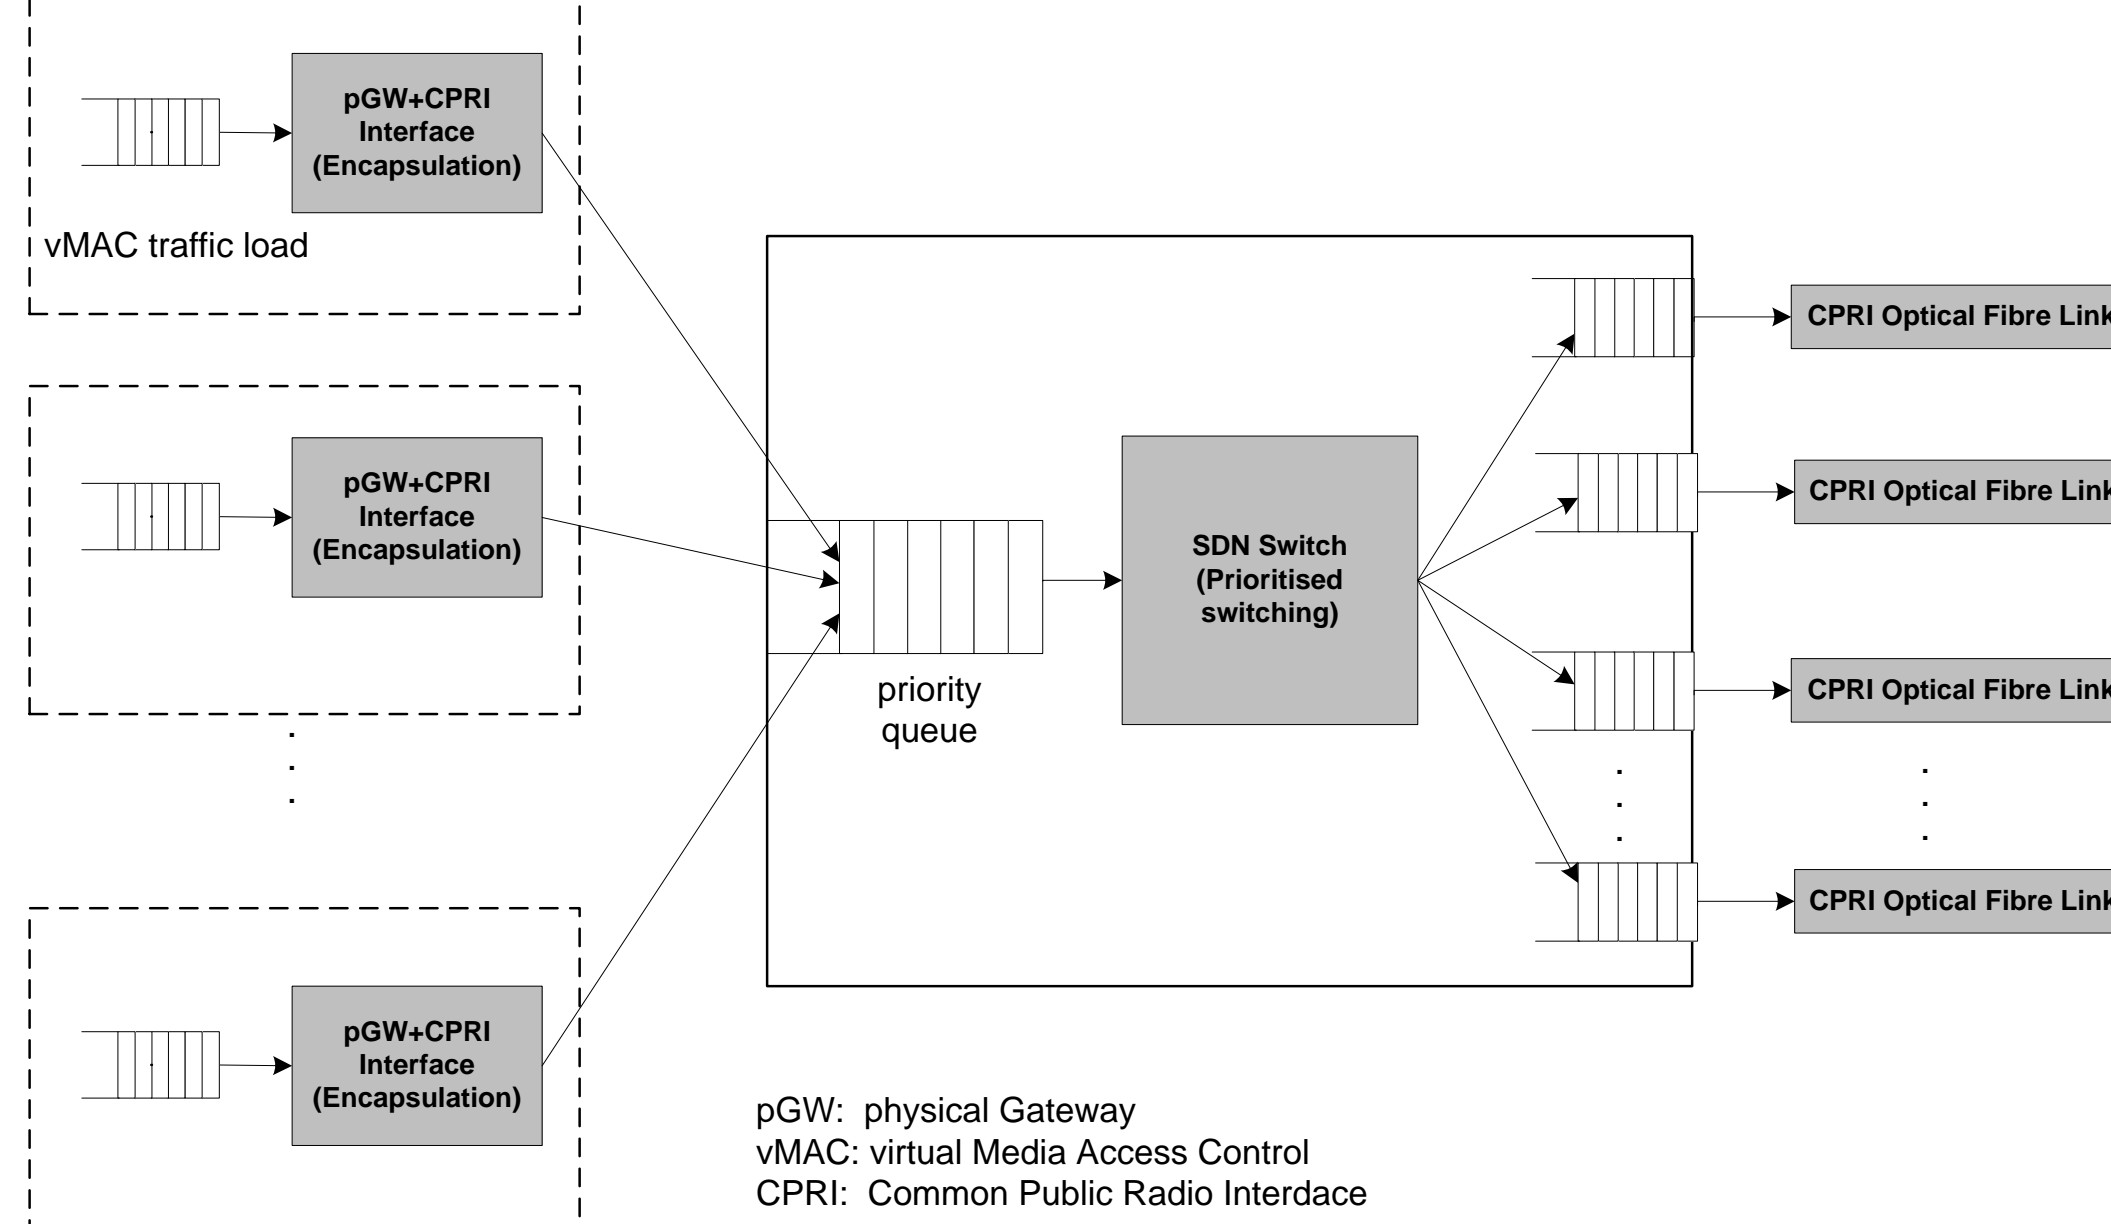 pGW+CPRI
Interface
(Encapsulation)
vMAC traffic load
pGW+CPRI
Interface
(Encapsulation)
pGW+CPRI
Interface
(Encapsulation)
priority
queue
SDN Switch
(Prioritised
switching)
CPRI Optical Fibre Link
CPRI Optical Fibre Link
CPRI Optical Fibre Link
CPRI Optical Fibre Link
pGW: physical Gateway
vMAC: virtual Media Access Control
CPRI: Common Public Radio Interdace